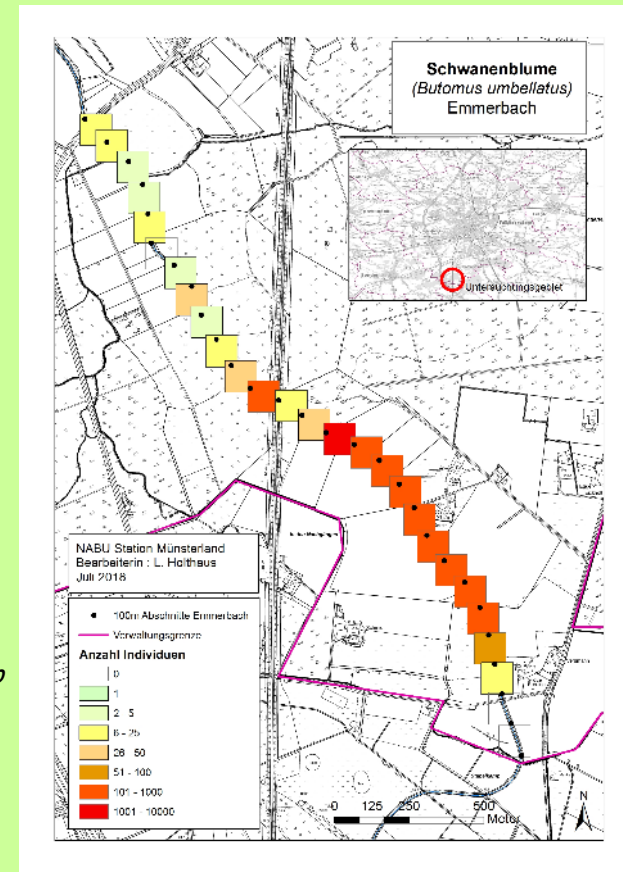 Schwanenblume
(Butomus umbellatus)
Emmerbach
Untersuchungsgebiet
NABU Station Münsterland
Bearbeiterin : L. Holthaus
Juli 2018
100m Abschnitte Emmerbach
Verwaltungsgrenze
Anzahl Individuen
0
1
2 - 5
6 - 25
26 - 50
51 - 100
101 - 1000
1001 - 10000
0 125 250 500
Meter
N